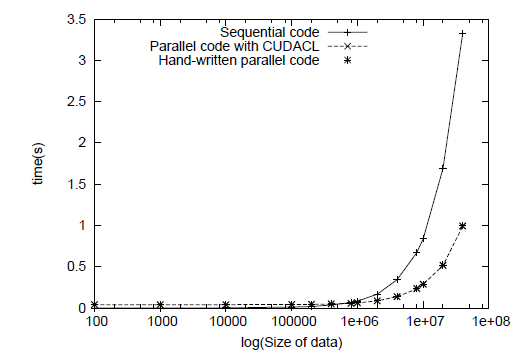 3.5
3
2.5
2
1.5
1
0.5
0
time(s)
Sequential code
Parallel code with CUDACL
Hand-written parallel code
100 1000 10000 100000 1e+06 1e+07 1e+08
log(Size of data)